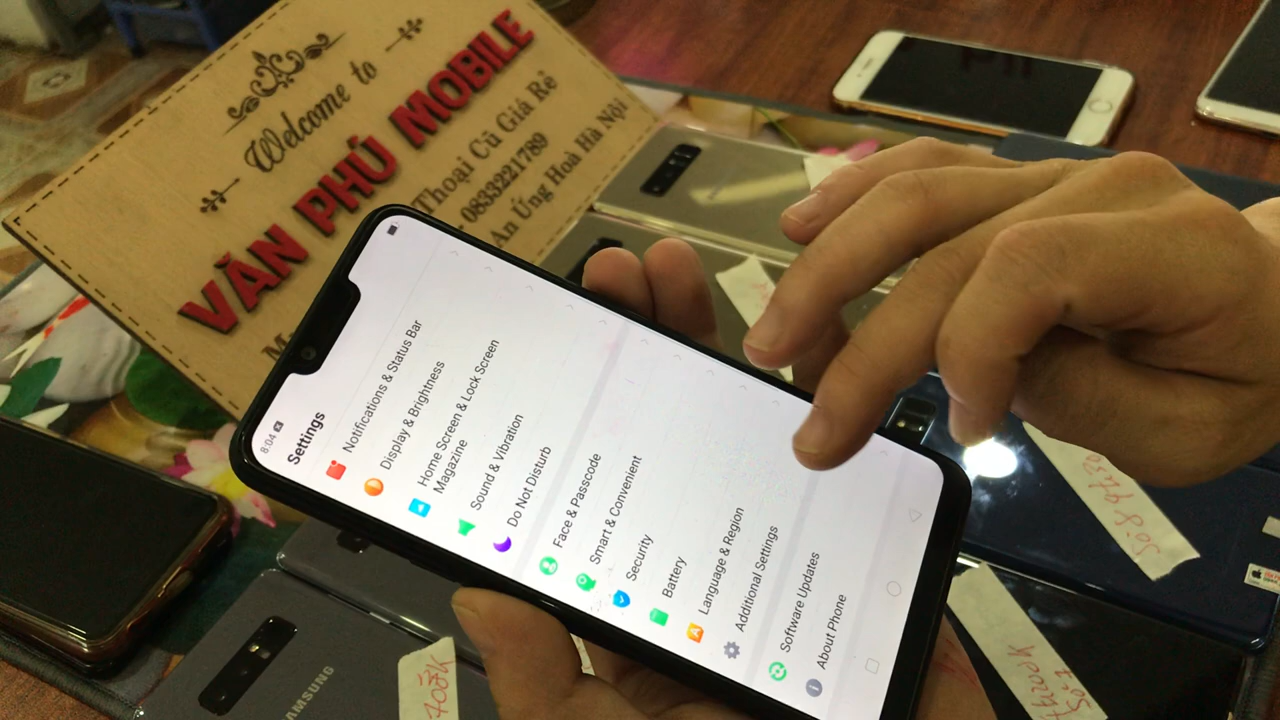 Welcome to
VĂN PHÚ MOBILE
Thoại Cũ Giá Rẻ
0833221789
An Ứng Hoà Hà Nội
8:04
Settings
Notifications & Status Bar
Display & Brightness
Home Screen & Lock Screen
Magazine
Sound & Vibration
Do Not Disturb
Face & Passcode
Smart & Convenient
Security
Battery
Language & Region
Additional Settings
Software Updates
About Phone
SAMSUNG